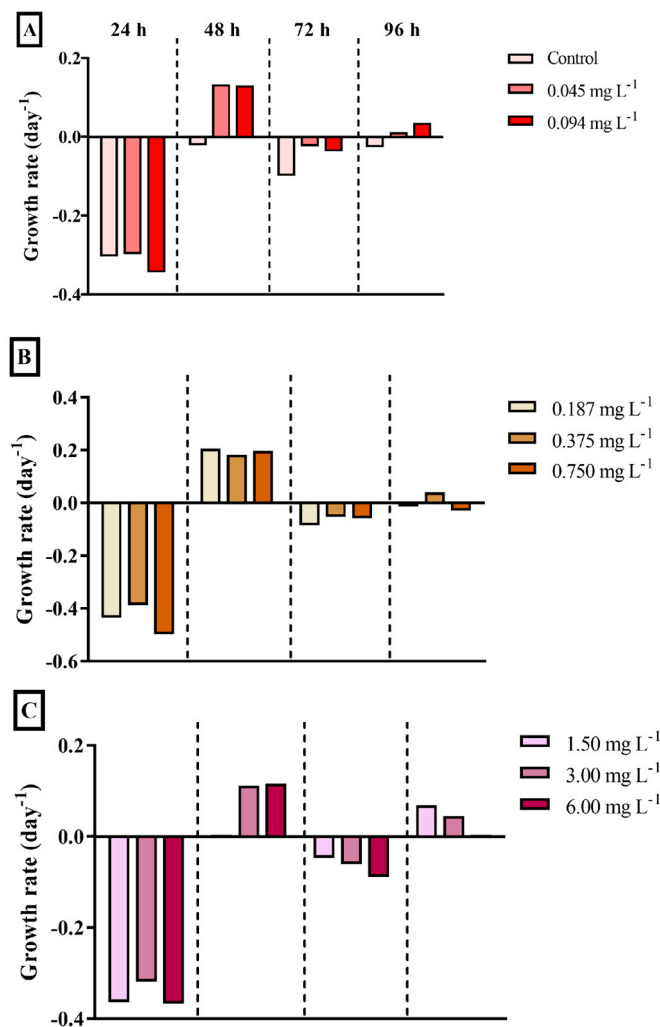 A
24 h 48 h 72 h 96 h
0.2
0.0
-0.2
-0.4
Growth rate (day⁻¹)
Control
0.045 mg L⁻¹
0.094 mg L⁻¹
B
0.4
0.2
0.0
-0.2
-0.4
-0.6
Growth rate (day⁻¹)
0.187 mg L⁻¹
0.375 mg L⁻¹
0.750 mg L⁻¹
C
0.2
0.0
-0.2
-0.4
Growth rate (day⁻¹)
1.50 mg L⁻¹
3.00 mg L⁻¹
6.00 mg L⁻¹